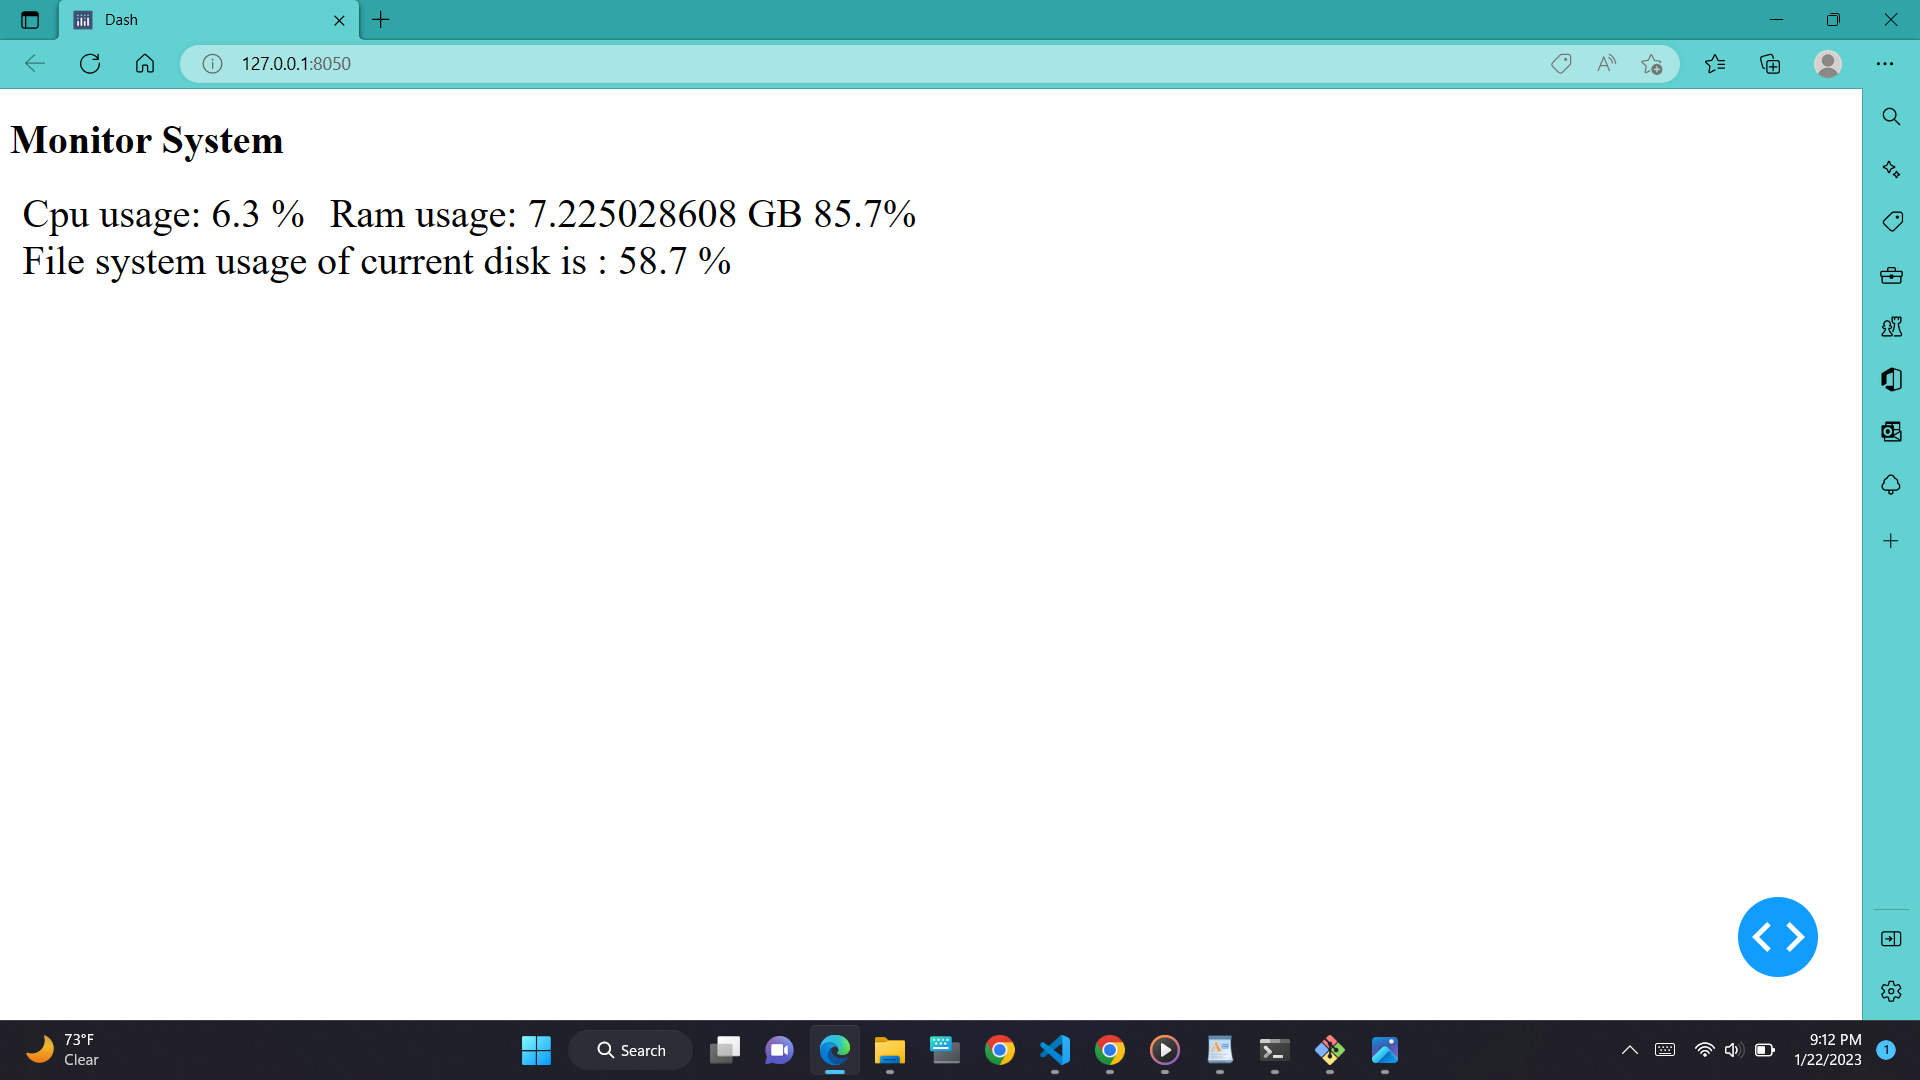 Dash
127.0.0.1:8050
Monitor System
Cpu usage: 6.3 % Ram usage: 7.225028608 GB 85.7%
File system usage of current disk is : 58.7 %
73°F
Clear
Search
9:12 PM
1/22/2023
1